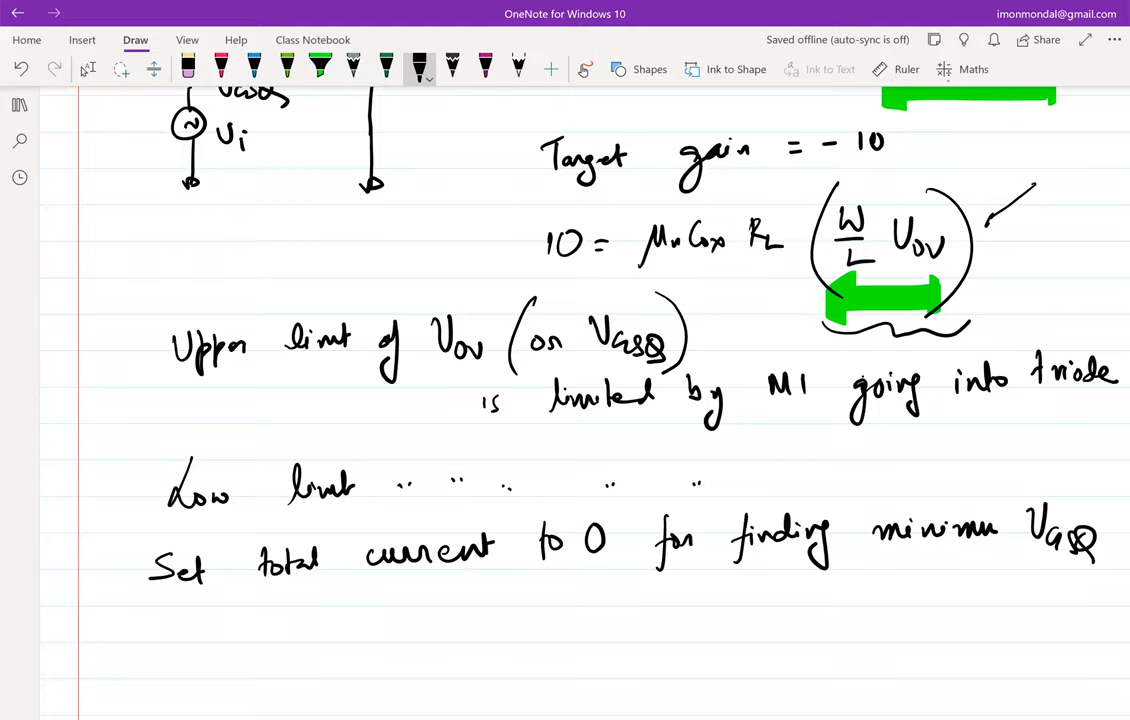 OneNote for Windows 10
imonmondal@gmail.com
Home Insert Draw View Help Class Notebook
Saved offline (auto-sync is off) Share
Shapes Ink to Shape Ink to Text Ruler Maths
VGSQ
Vi
Target gain = - 10
10 = μn Cox RL (W/L VOV)
Upper limit of VOV (or VGSQ)
is limited by M1 going into triode
Low limit " " " " "
Set total current to 0 for finding minimum VGSQ